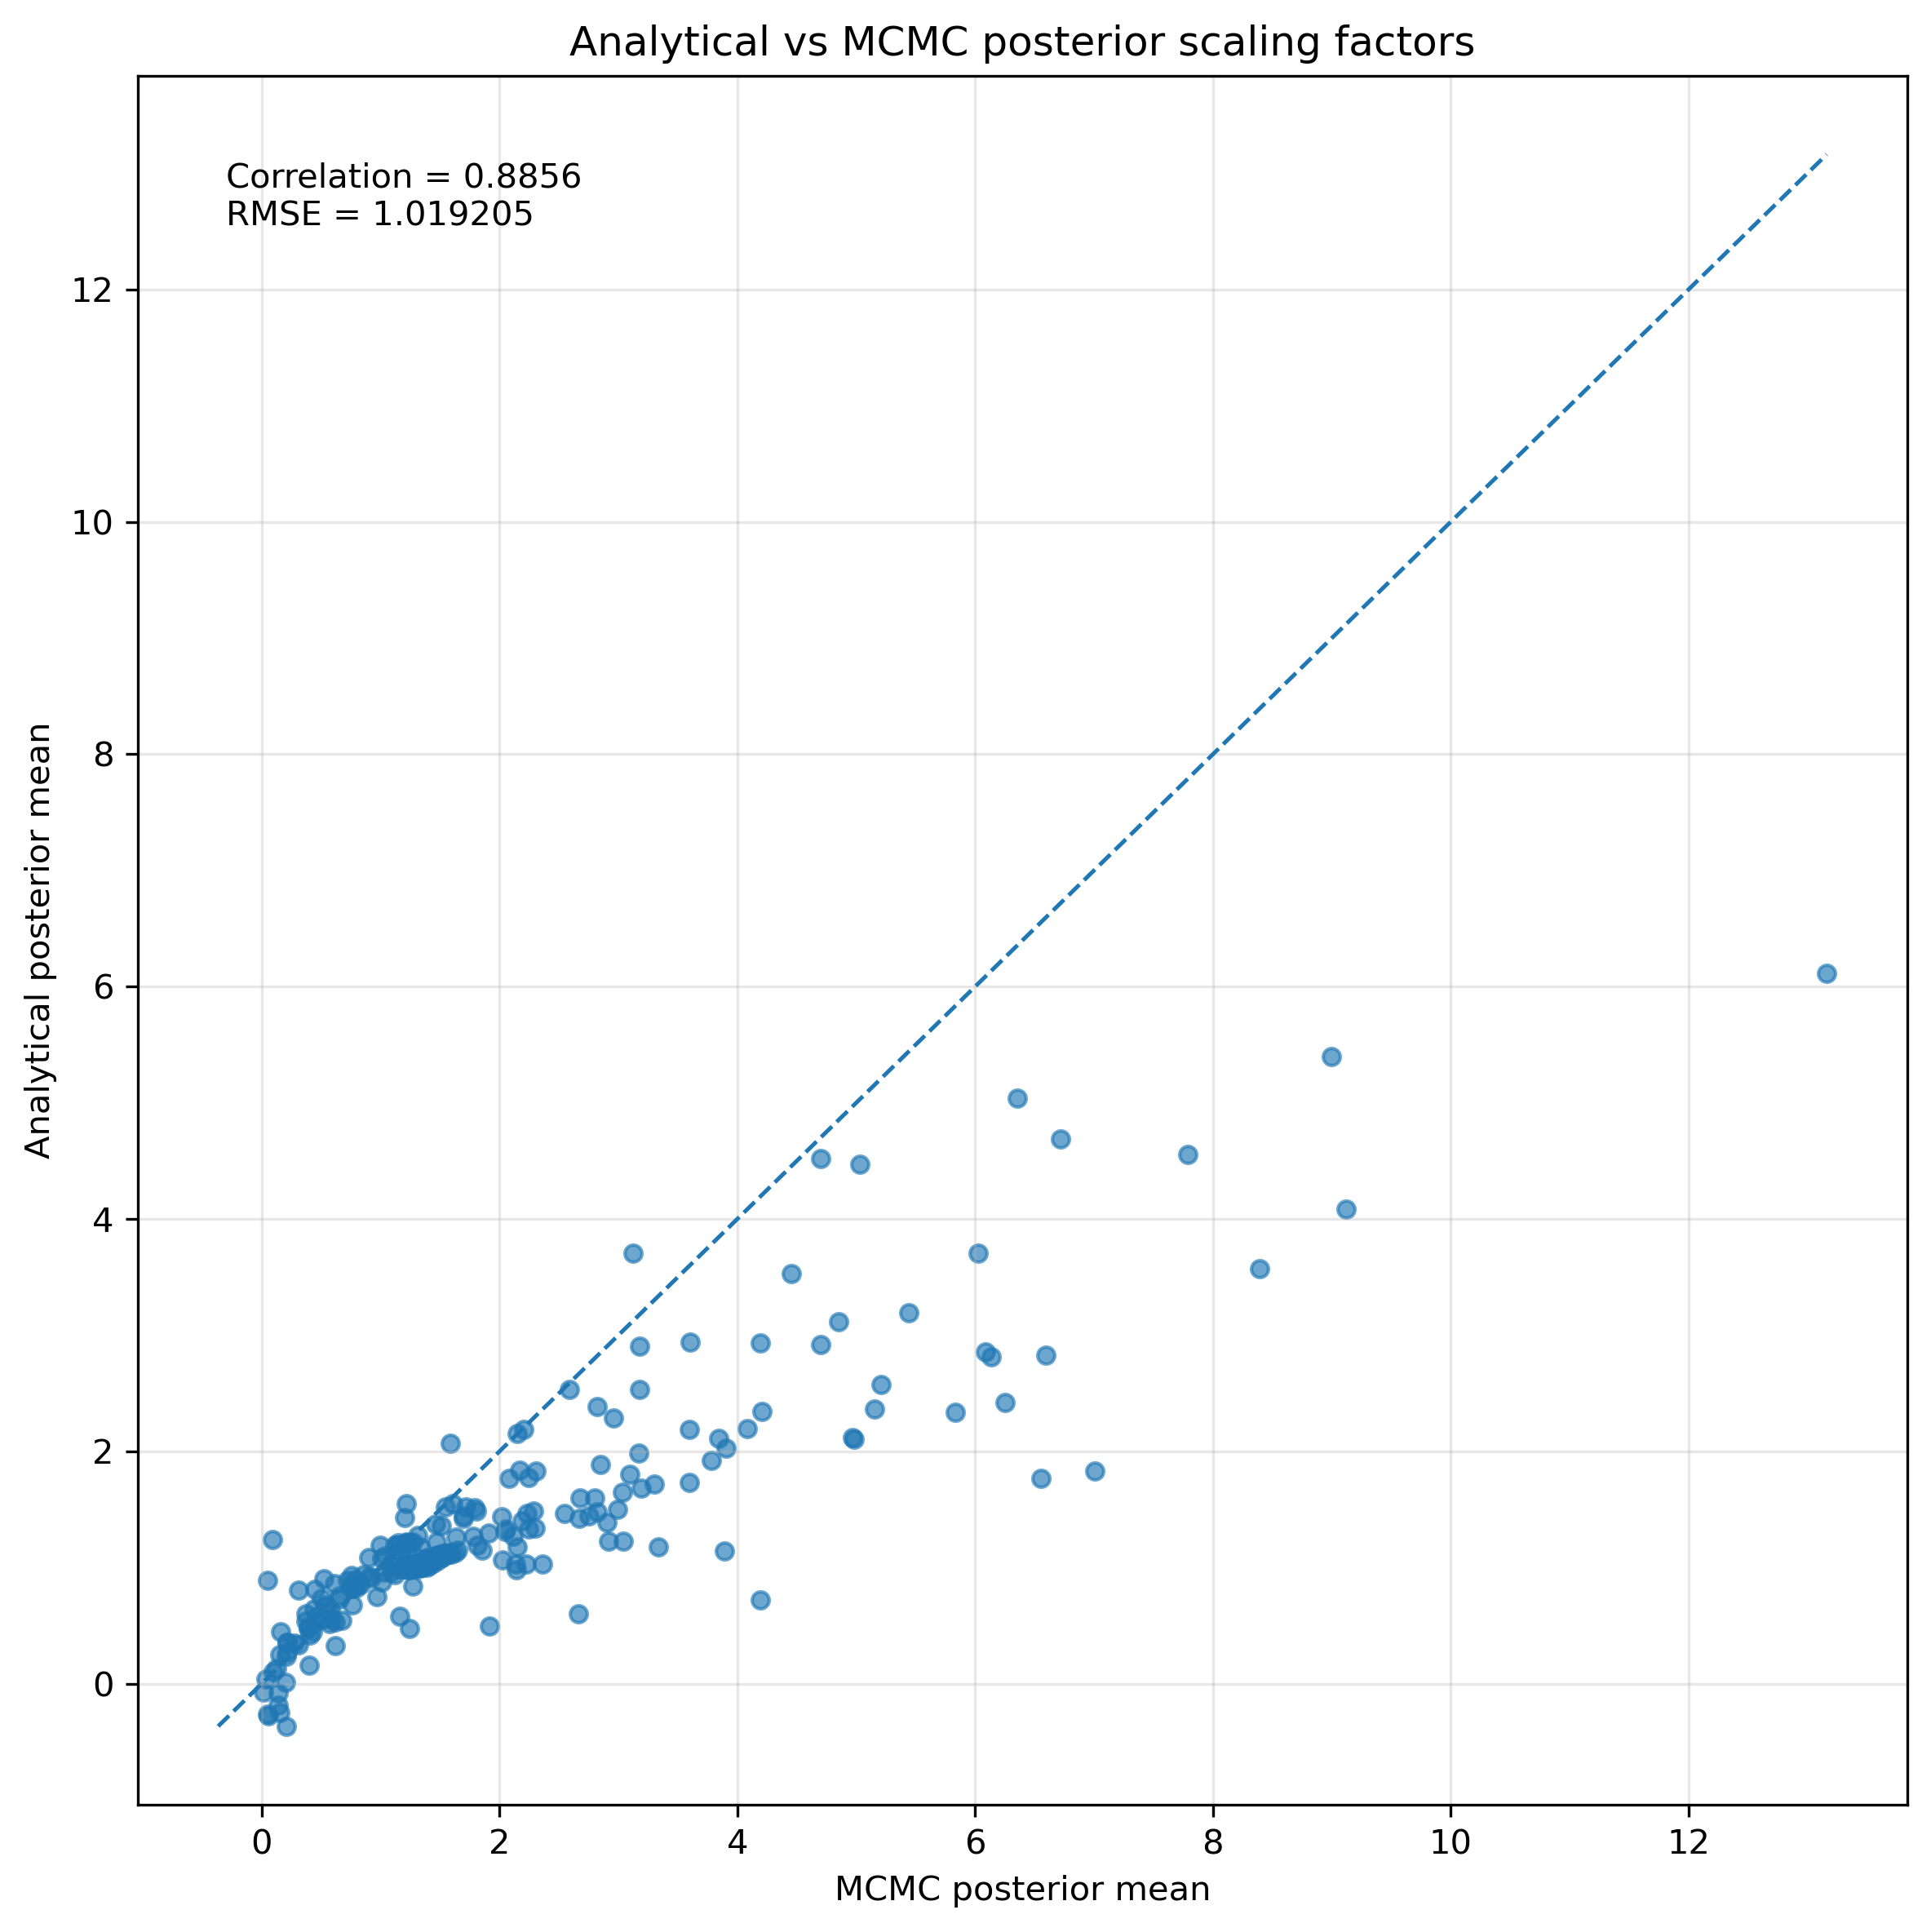 Analytical vs MCMC posterior scaling factors
Correlation = 0.8856
RMSE = 1.019205
12
10
8
6
4
2
0
Analytical posterior mean
0 2 4 6 8 10 12
MCMC posterior mean